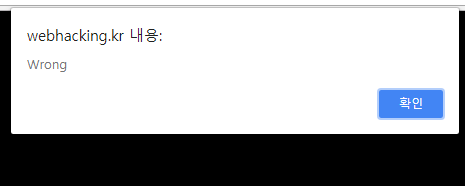 webhacking.kr 내용:
Wrong
확인